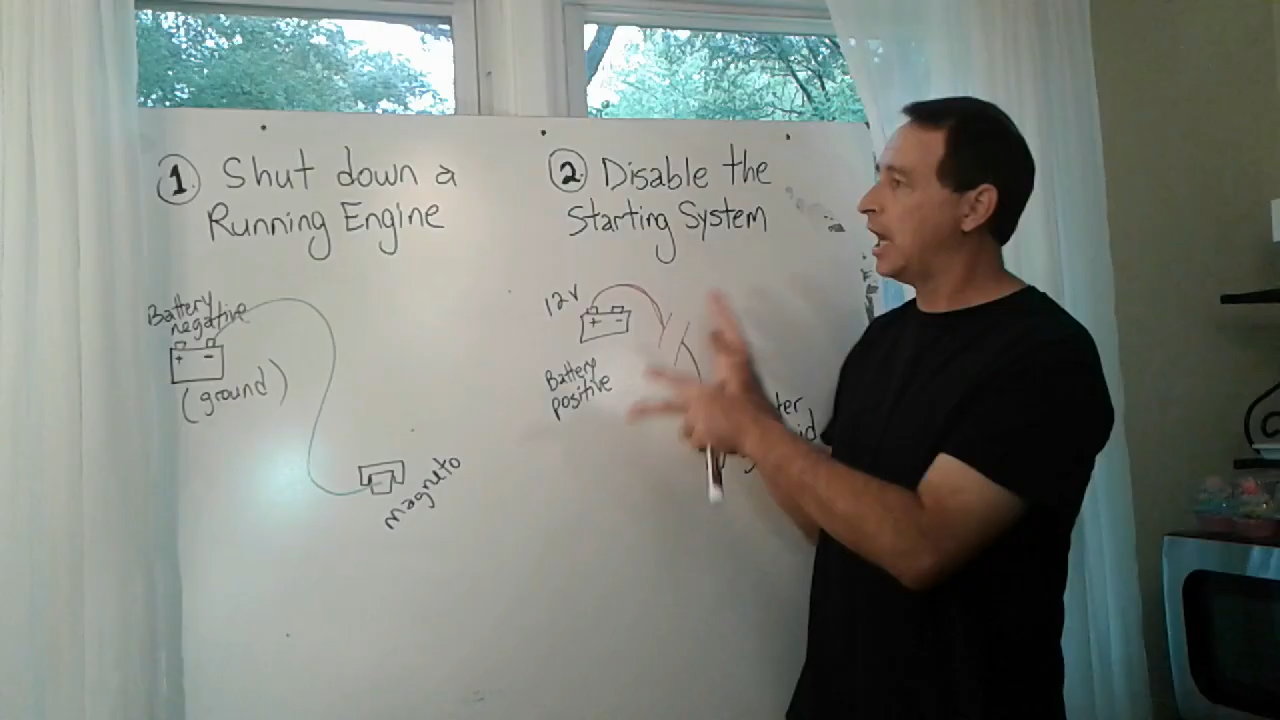 1 Shut down a
Running Engine
Battery
negative
+ -
(ground)
magneto
2 Disable the
Starting System
12V
+ -
Battery
positive